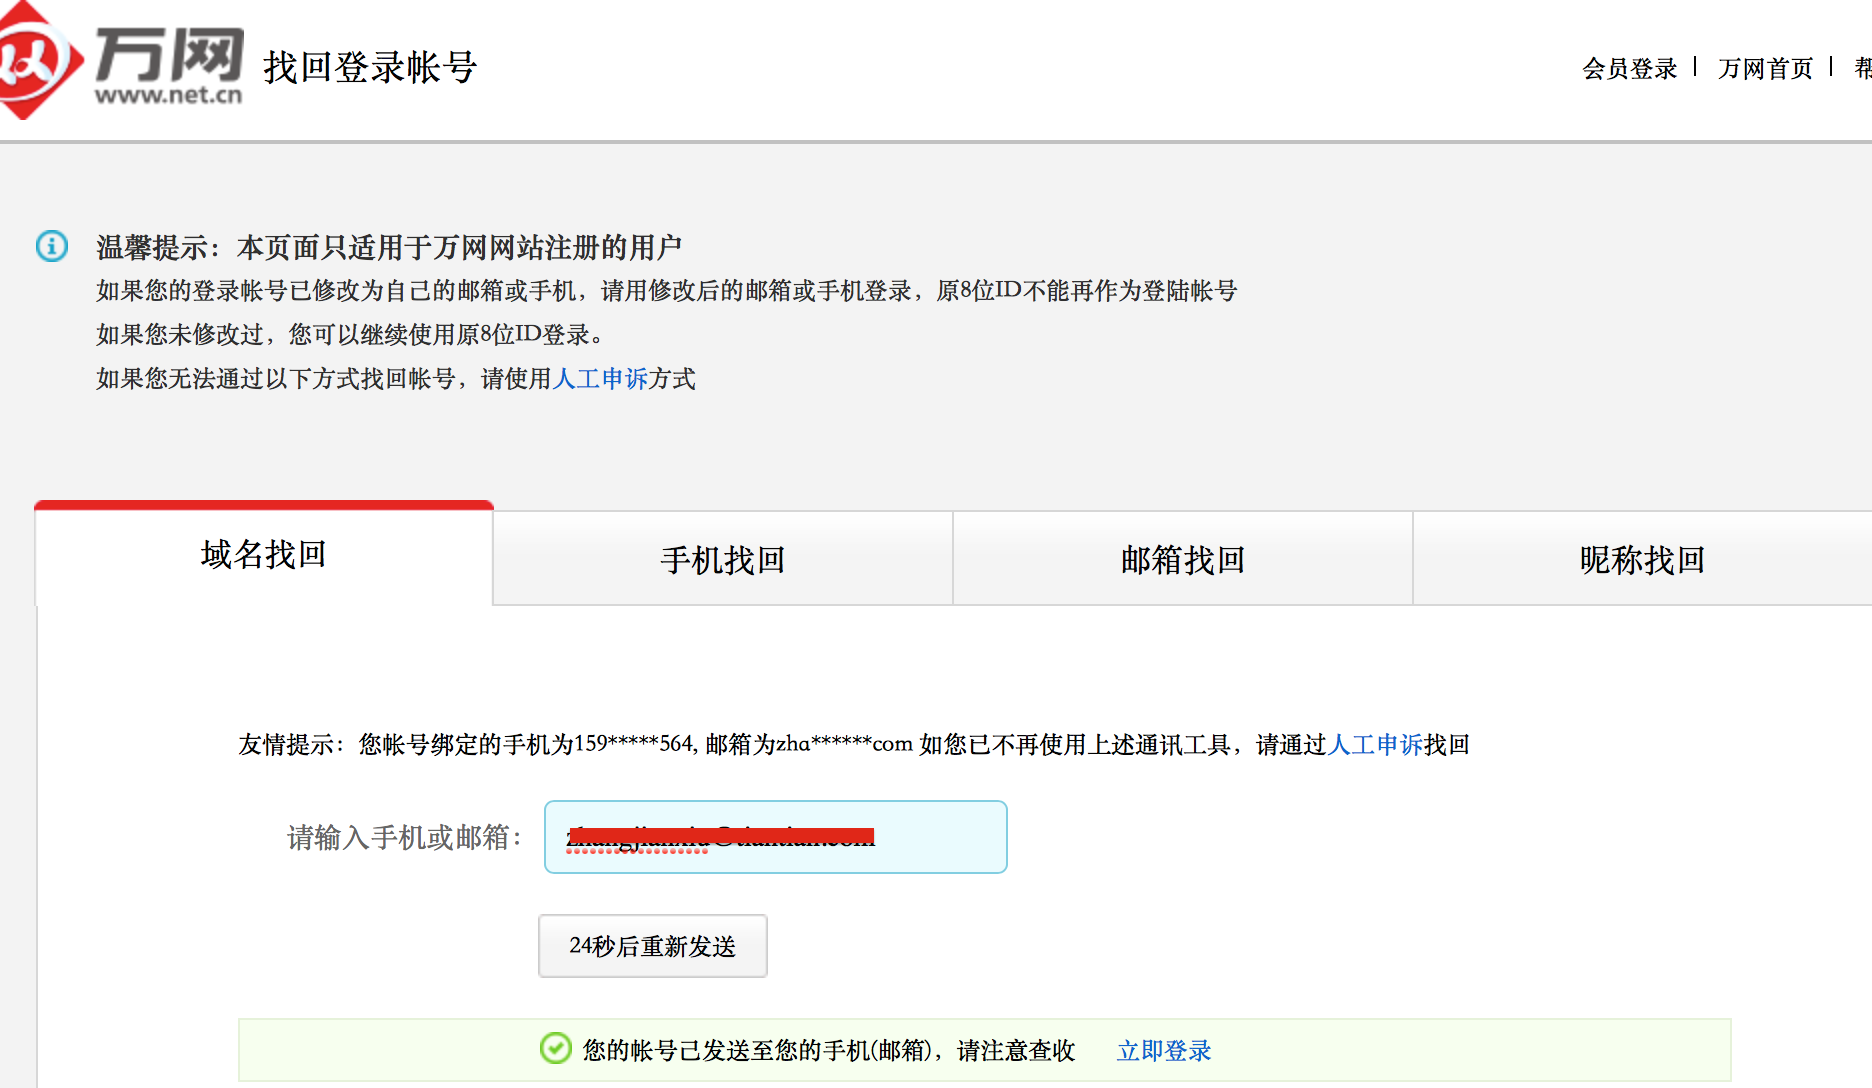 万网
www.net.cn
找回登录帐号
会员登录 | 万网首页 |
温馨提示：本页面只适用于万网网站注册的用户
如果您的登录帐号已修改为自己的邮箱或手机，请用修改后的邮箱或手机登录，原8位ID不能再作为登陆帐号
如果您未修改过，您可以继续使用原8位ID登录。
如果您无法通过以下方式找回帐号，请使用人工申诉方式
域名找回
手机找回
邮箱找回
昵称找回
友情提示：您帐号绑定的手机为159*****564, 邮箱为zha******com 如您已不再使用上述通讯工具，请通过人工申诉找回
请输入手机或邮箱：
24秒后重新发送
您的帐号已发送至您的手机(邮箱)，请注意查收 立即登录